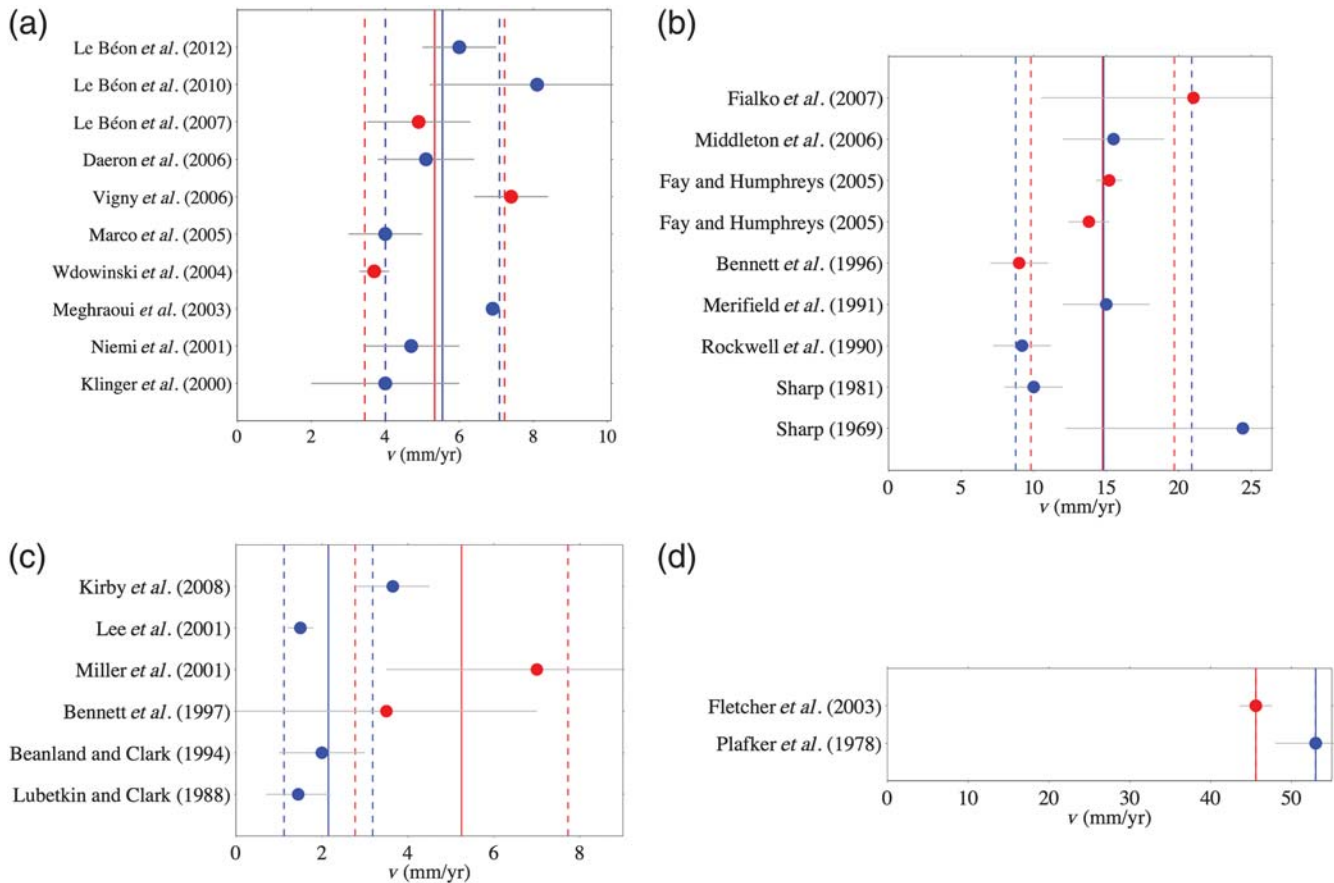 (a)
Le Béon et al. (2012)
Le Béon et al. (2010)
Le Béon et al. (2007)
Daeron et al. (2006)
Vigny et al. (2006)
Marco et al. (2005)
Wdowinski et al. (2004)
Meghraoui et al. (2003)
Niemi et al. (2001)
Klinger et al. (2000)
0 2 4 6 8 10
v (mm/yr)
(b)
Fialko et al. (2007)
Middleton et al. (2006)
Fay and Humphreys (2005)
Fay and Humphreys (2005)
Bennett et al. (1996)
Merifield et al. (1991)
Rockwell et al. (1990)
Sharp (1981)
Sharp (1969)
0 5 10 15 20 25
v (mm/yr)
(c)
Kirby et al. (2008)
Lee et al. (2001)
Miller et al. (2001)
Bennett et al. (1997)
Beanland and Clark (1994)
Lubetkin and Clark (1988)
0 2 4 6 8
v (mm/yr)
(d)
Fletcher et al. (2003)
Plafker et al. (1978)
0 10 20 30 40 50
v (mm/yr)